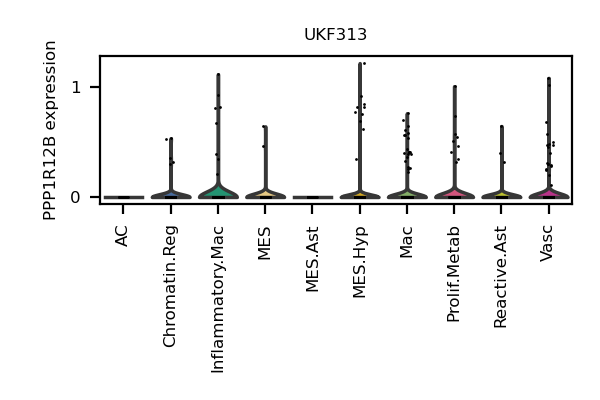 UKF313
PPP1R12B expression
1
0
AC
Chromatin.Reg
Inflammatory.Mac
MES
MES.Ast
MES.Hyp
Mac
Prolif.Metab
Reactive.Ast
Vasc